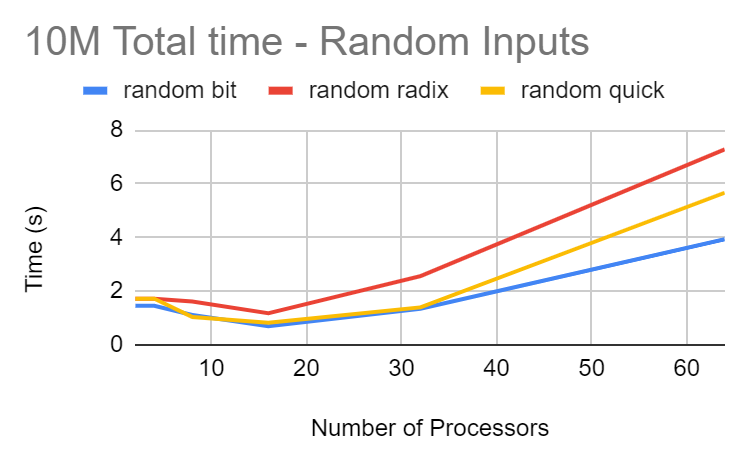 10M Total time - Random Inputs
random bit random radix random quick
8
6
4
2
0
Time (s)
10 20 30 40 50 60
Number of Processors